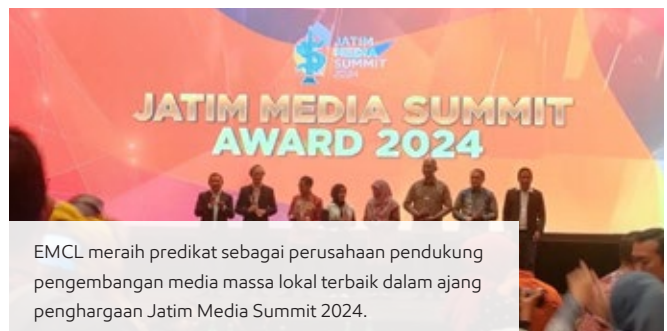 JATIM
MEDIA
SUMMIT
2024
JATIM MEDIA SUMMIT
AWARD 2024
EMCL meraih predikat sebagai perusahaan pendukung
pengembangan media massa lokal terbaik dalam ajang
penghargaan Jatim Media Summit 2024.